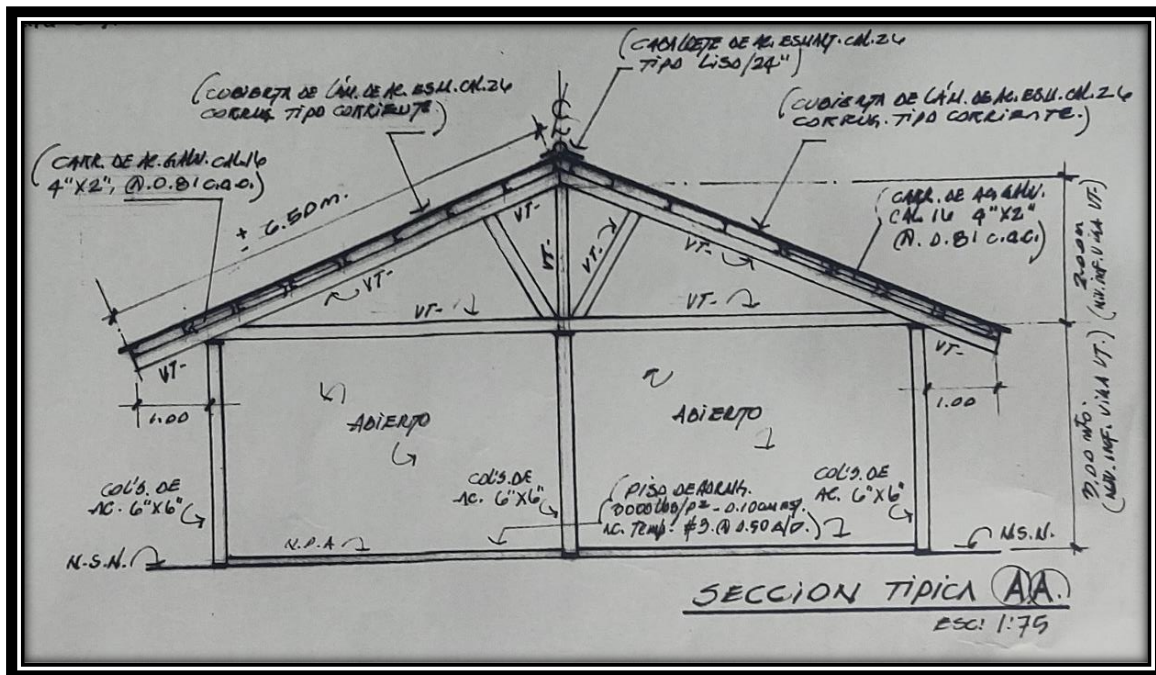 (CABALLETE DE AC. ESMALT. CAL. 26
TIPO LISO/24")
(CUBIERTA DE LÁM. DE AC. ESM. CAL. 26
CORRUG. TIPO CORRIENTE.)
(CUBIERTA DE LÁM. DE AC. ESM. CAL. 26
CORRUG. TIPO CORRIENTE.)
(CARR. DE AC. GALV. CAL. 16
4"X2", @ 0.81 C.A.C.)
± 6.50 m.
(CARR. DE AC. GALV.
CAL. 16 4"X2"
@ 0.81 C.A.C.)
VT-
VT-
VT-
VT-
VT-
VT-
VT-
VT-
VT-
2.00m
(NIV. INF. VIGA VT-)
1.00
1.00
ABIERTO
ABIERTO
3.00 mto.
(NIV. INF. VIGA VT.)
COL'S. DE
AC. 6"X6"
COL'S. DE
AC. 6"X6"
(PISO DE HORMIG.
3000 LBS/P² - 0.10
AC. TEMP. #3 @ 0.50 A/D.)
COL'S. DE
AC. 6"X6"
N.S.N.
N.P.A
N.S.N.
SECCION TIPICA A A.
ESC: 1:75